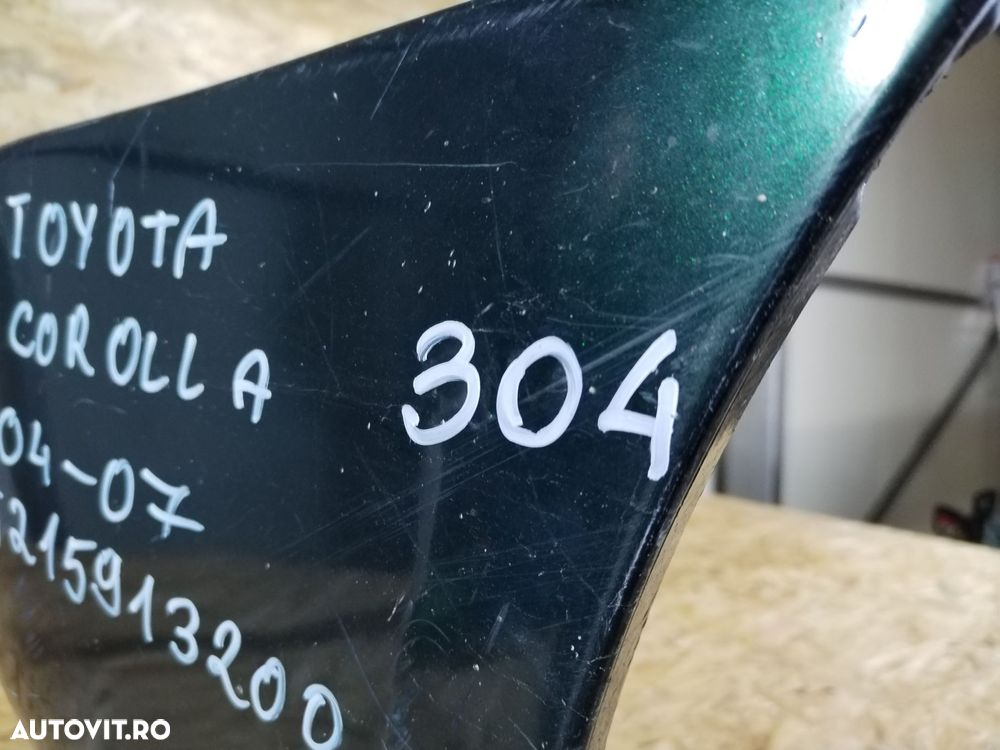 TOYOTA
COROLLA
304
04-07
5215913200
AUTOVIT.RO